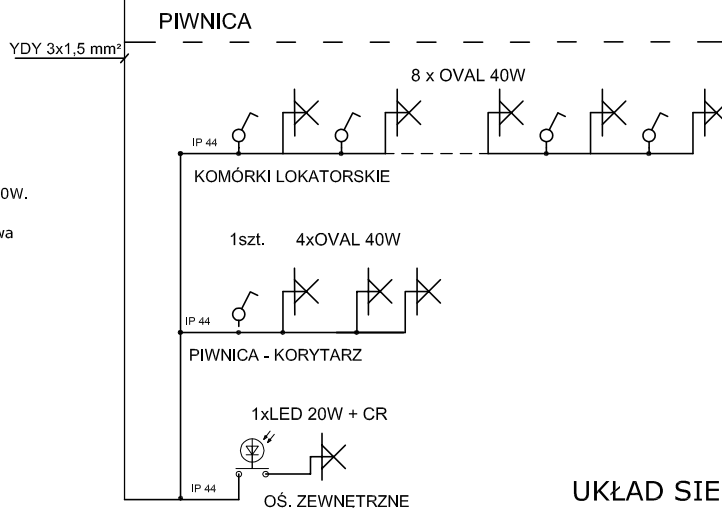 PIWNICA
YDY 3x1,5 mm²
8 x OVAL 40W
IP 44
KOMÓRKI LOKATORSKIE
0W.
wa
1szt. 4xOVAL 40W
IP 44
PIWNICA - KORYTARZ
1xLED 20W + CR
IP 44
OŚ. ZEWNĘTRZNE
UKŁAD SIE